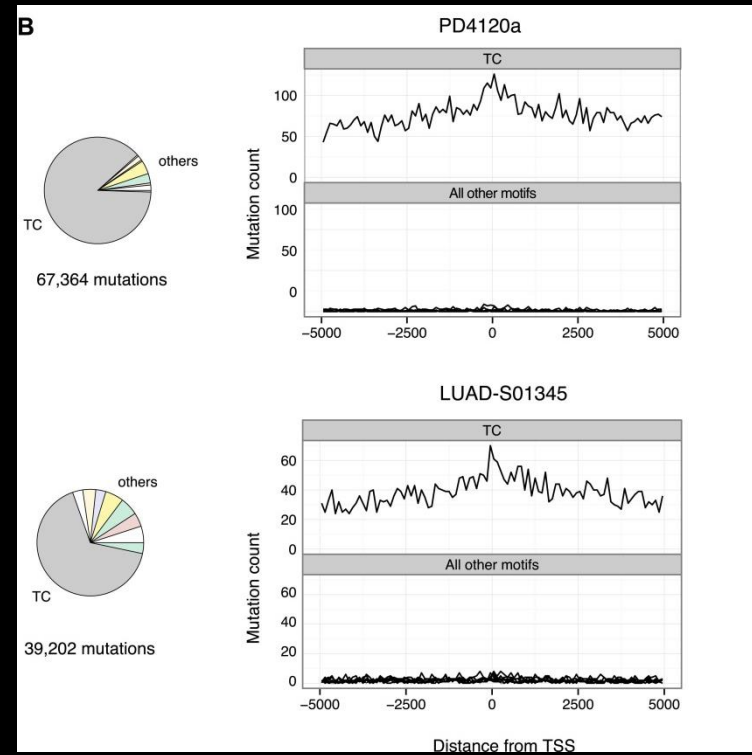 B
PD4120a
TC
100
50
0
Mutation count
All other motifs
100
50
0
−5000 −2500 0 2500 5000
others
TC
67,364 mutations
LUAD-S01345
TC
60
40
20
0
Mutation count
All other motifs
60
40
20
0
−5000 −2500 0 2500 5000
Distance from TSS
others
TC
39,202 mutations